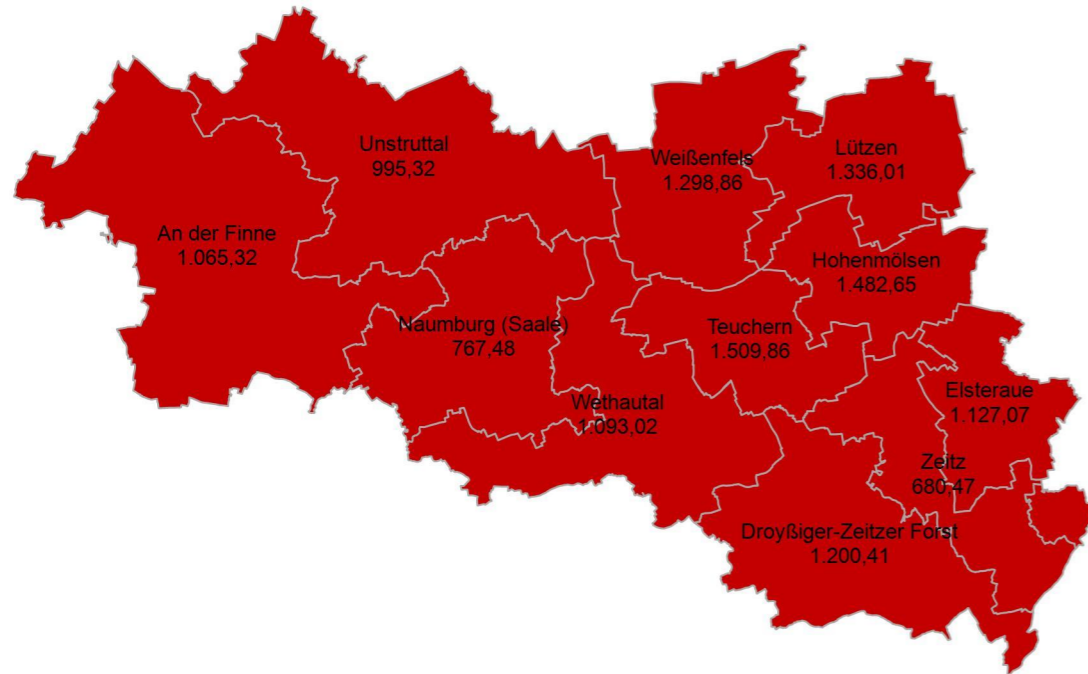 Unstruttal
995,32
Weißenfels
1.298,86
Lützen
1.336,01
An der Finne
1.065,32
Hohenmölsen
1.482,65
Naumburg (Saale)
767,48
Teuchern
1.509,86
Wethautal
1.093,02
Elsteraue
1.127,07
Zeitz
680,47
Droyßiger-Zeitzer Forst
1.200,41